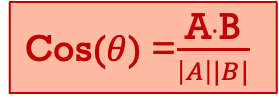 Cos(θ) = A·B / |A||B|